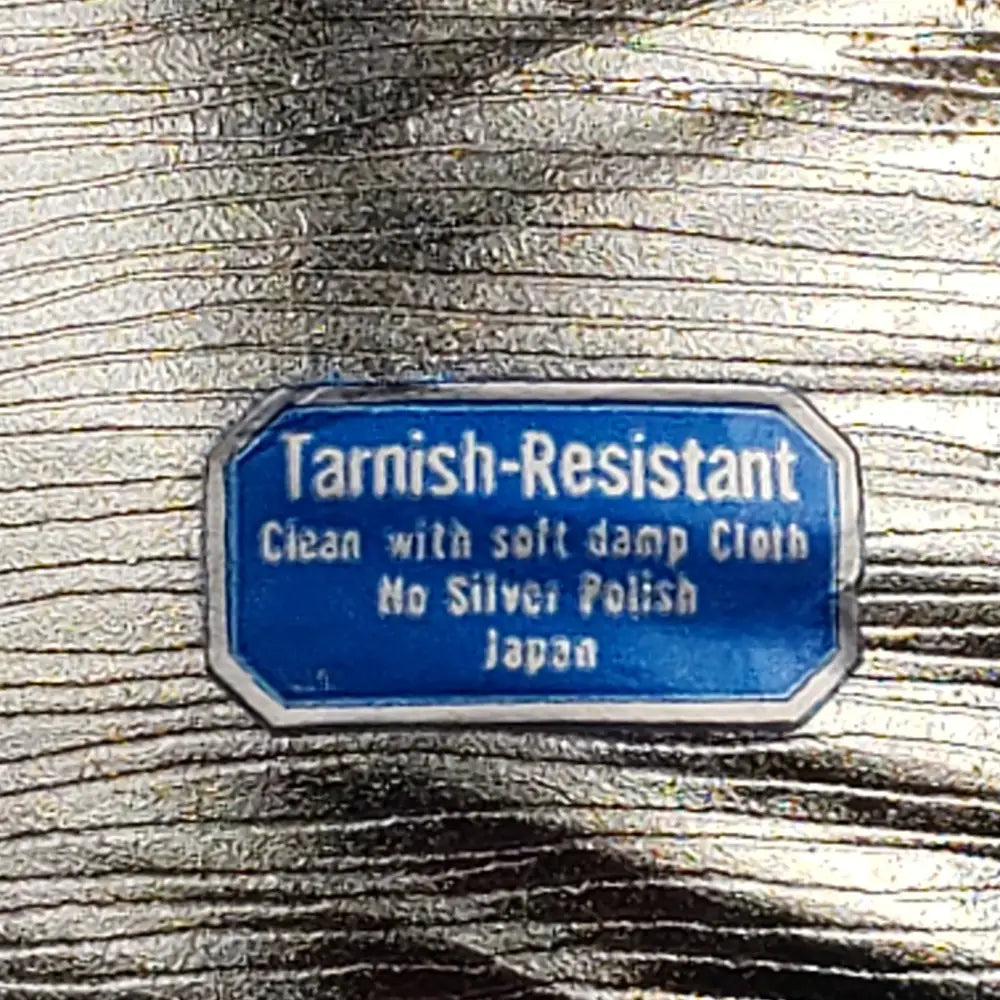 Tarnish-Resistant
Clean with soft damp Cloth
No Silver Polish
Japan